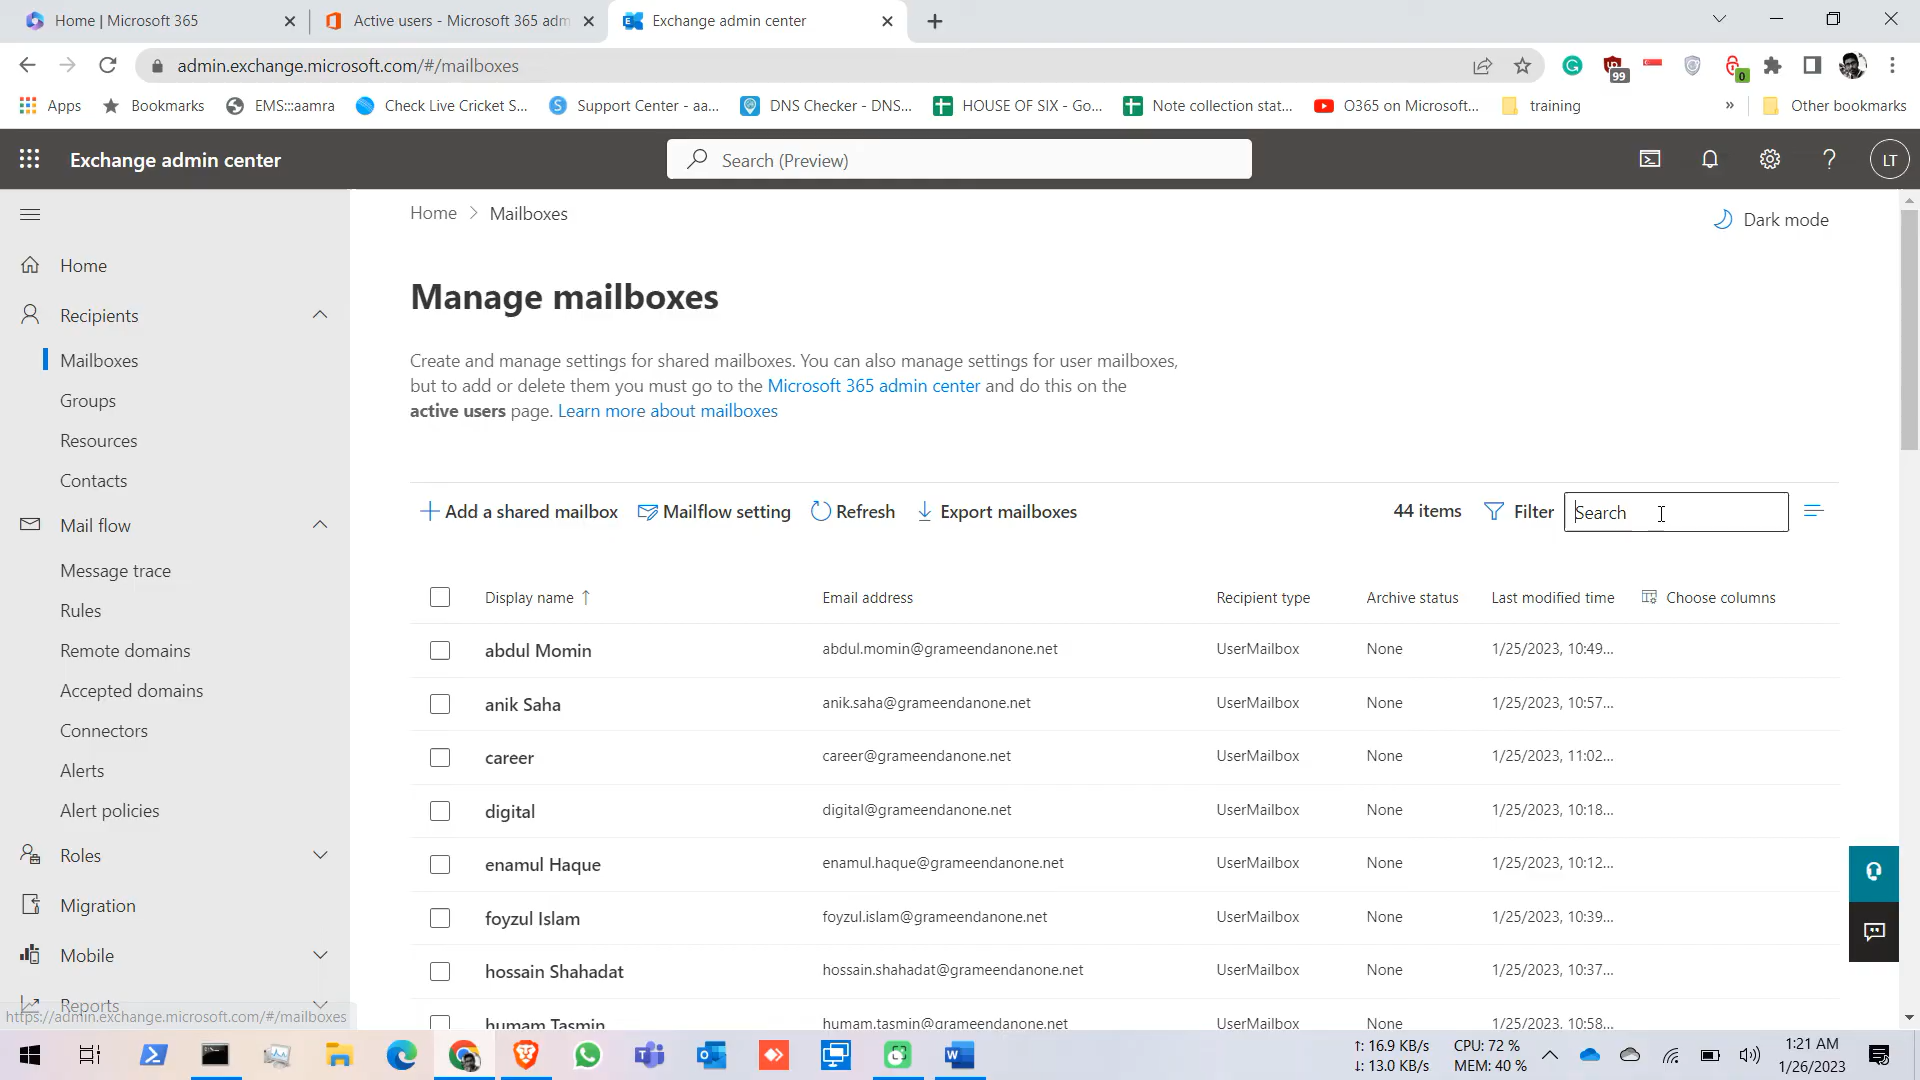 Home | Microsoft 365
Active users - Microsoft 365 adm
Exchange admin center
admin.exchange.microsoft.com/#/mailboxes
99
0
Apps
Bookmarks
EMS:::aamra
Check Live Cricket S...
Support Center - aa...
DNS Checker - DNS...
HOUSE OF SIX - Go...
Note collection stat...
O365 on Microsoft...
training
»
Other bookmarks
Exchange admin center
Search (Preview)
?
LT
Home > Mailboxes
Dark mode
Home
Recipients
Mailboxes
Groups
Resources
Contacts
Mail flow
Message trace
Rules
Remote domains
Accepted domains
Connectors
Alerts
Alert policies
Roles
Migration
Mobile
Reports
https://admin.exchange.microsoft.com/#/mailboxes
Manage mailboxes
Create and manage settings for shared mailboxes. You can also manage settings for user mailboxes,
but to add or delete them you must go to the Microsoft 365 admin center and do this on the
active users page. Learn more about mailboxes
Add a shared mailbox
Mailflow setting
Refresh
Export mailboxes
44 items
Filter
Search
Display name ↑ Email address Recipient type Archive status Last modified time Choose columns
abdul Momin abdul.momin@grameendanone.net UserMailbox None 1/25/2023, 10:49...
anik Saha anik.saha@grameendanone.net UserMailbox None 1/25/2023, 10:57...
career career@grameendanone.net UserMailbox None 1/25/2023, 11:02...
digital digital@grameendanone.net UserMailbox None 1/25/2023, 10:18...
enamul Haque enamul.haque@grameendanone.net UserMailbox None 1/25/2023, 10:12...
foyzul Islam foyzul.islam@grameendanone.net UserMailbox None 1/25/2023, 10:39...
hossain Shahadat hossain.shahadat@grameendanone.net UserMailbox None 1/25/2023, 10:37...
humam Tasmin humam.tasmin@grameendanone.net UserMailbox None 1/25/2023, 10:58...
↑: 16.9 KB/s
↓: 13.0 KB/s
CPU: 72 %
MEM: 40 %
1:21 AM
1/26/2023